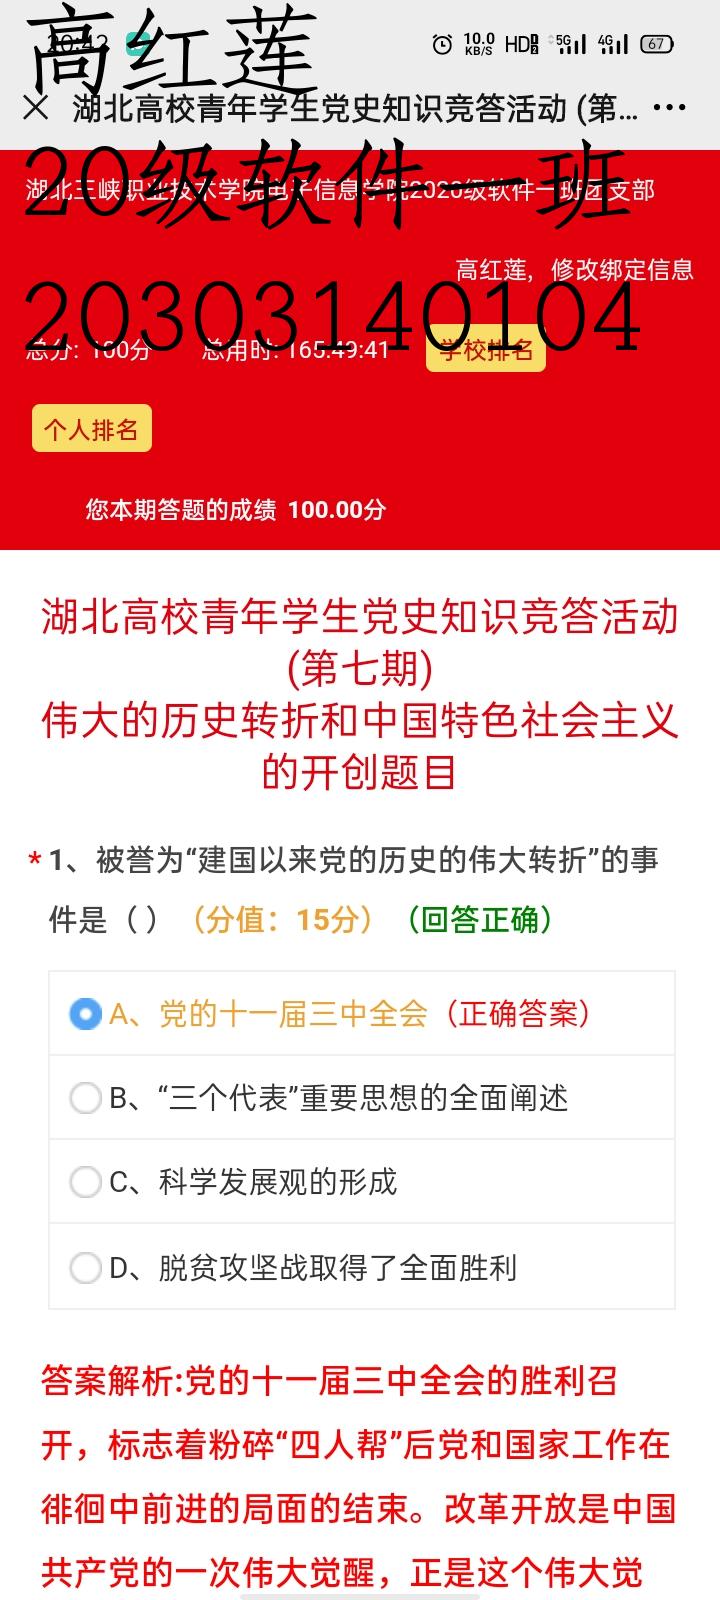 高红莲
20:42
10.0 KB/S HD 5G 4G 67
湖北高校青年学生党史知识竞答活动 (第...
20级软件一班
湖北三峡职业技术学院电子信息学院2020级软件一班团支部
高红莲，修改绑定信息
20303140104
总分: 100分 总用时: 165:49:41 学校排名
个人排名
您本期答题的成绩 100.00分
湖北高校青年学生党史知识竞答活动
(第七期)
伟大的历史转折和中国特色社会主义
的开创题目
* 1、被誉为“建国以来党的历史的伟大转折”的事
件是（ ）（分值：15分）（回答正确）
A、党的十一届三中全会（正确答案）
B、“三个代表”重要思想的全面阐述
C、科学发展观的形成
D、脱贫攻坚战取得了全面胜利
答案解析:党的十一届三中全会的胜利召
开，标志着粉碎“四人帮”后党和国家工作在
徘徊中前进的局面的结束。改革开放是中国
共产党的一次伟大觉醒，正是这个伟大觉